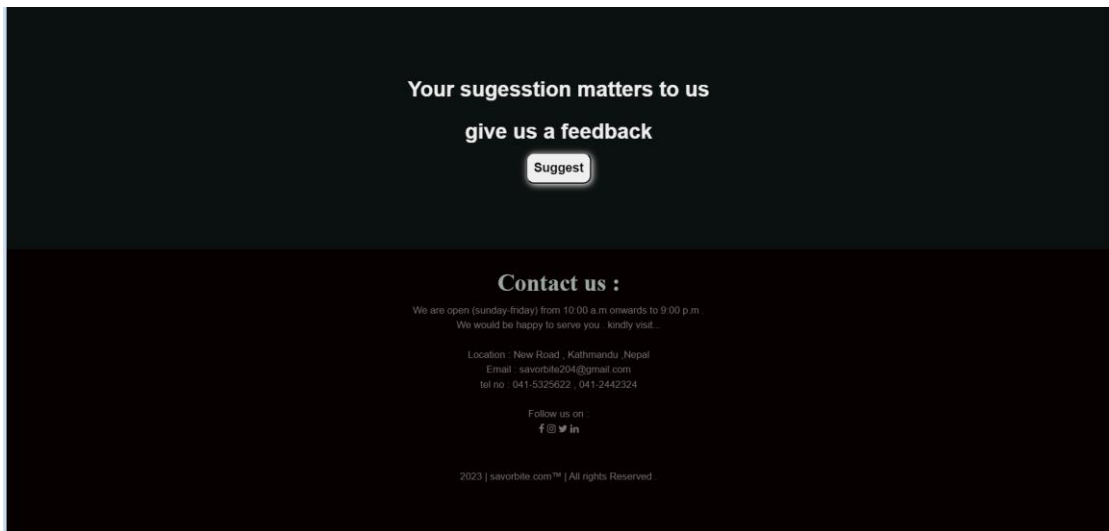 Your sugesstion matters to us
give us a feedback
Suggest
Contact us :
We are open (sunday-friday) from 10:00 a.m onwards to 9:00 p.m .
We would be happy to serve you . kindly visit...
Location : New Road , Kathmandu ,Nepal
Email : savorbite204@gmail.com
tel no : 041-5325622 , 041-2442324
Follow us on :
2023 | savorbite.com™ | All rights Reserved .